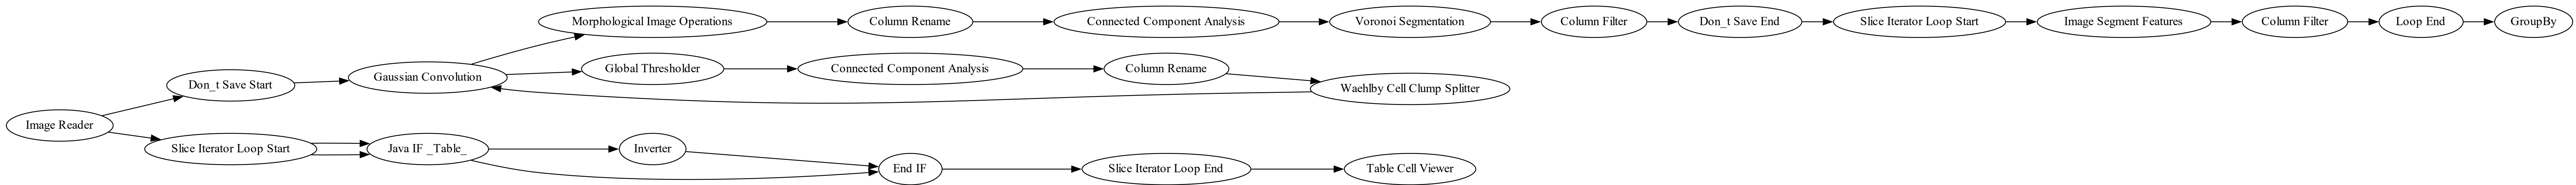 Morphological Image Operations
Column Rename
Connected Component Analysis
Voronoi Segmentation
Column Filter
Don_t Save End
Slice Iterator Loop Start
Image Segment Features
Column Filter
Loop End
GroupBy
Don_t Save Start
Gaussian Convolution
Global Thresholder
Connected Component Analysis
Column Rename
Waehlby Cell Clump Splitter
Image Reader
Slice Iterator Loop Start
Java IF _Table_
Inverter
End IF
Slice Iterator Loop End
Table Cell Viewer